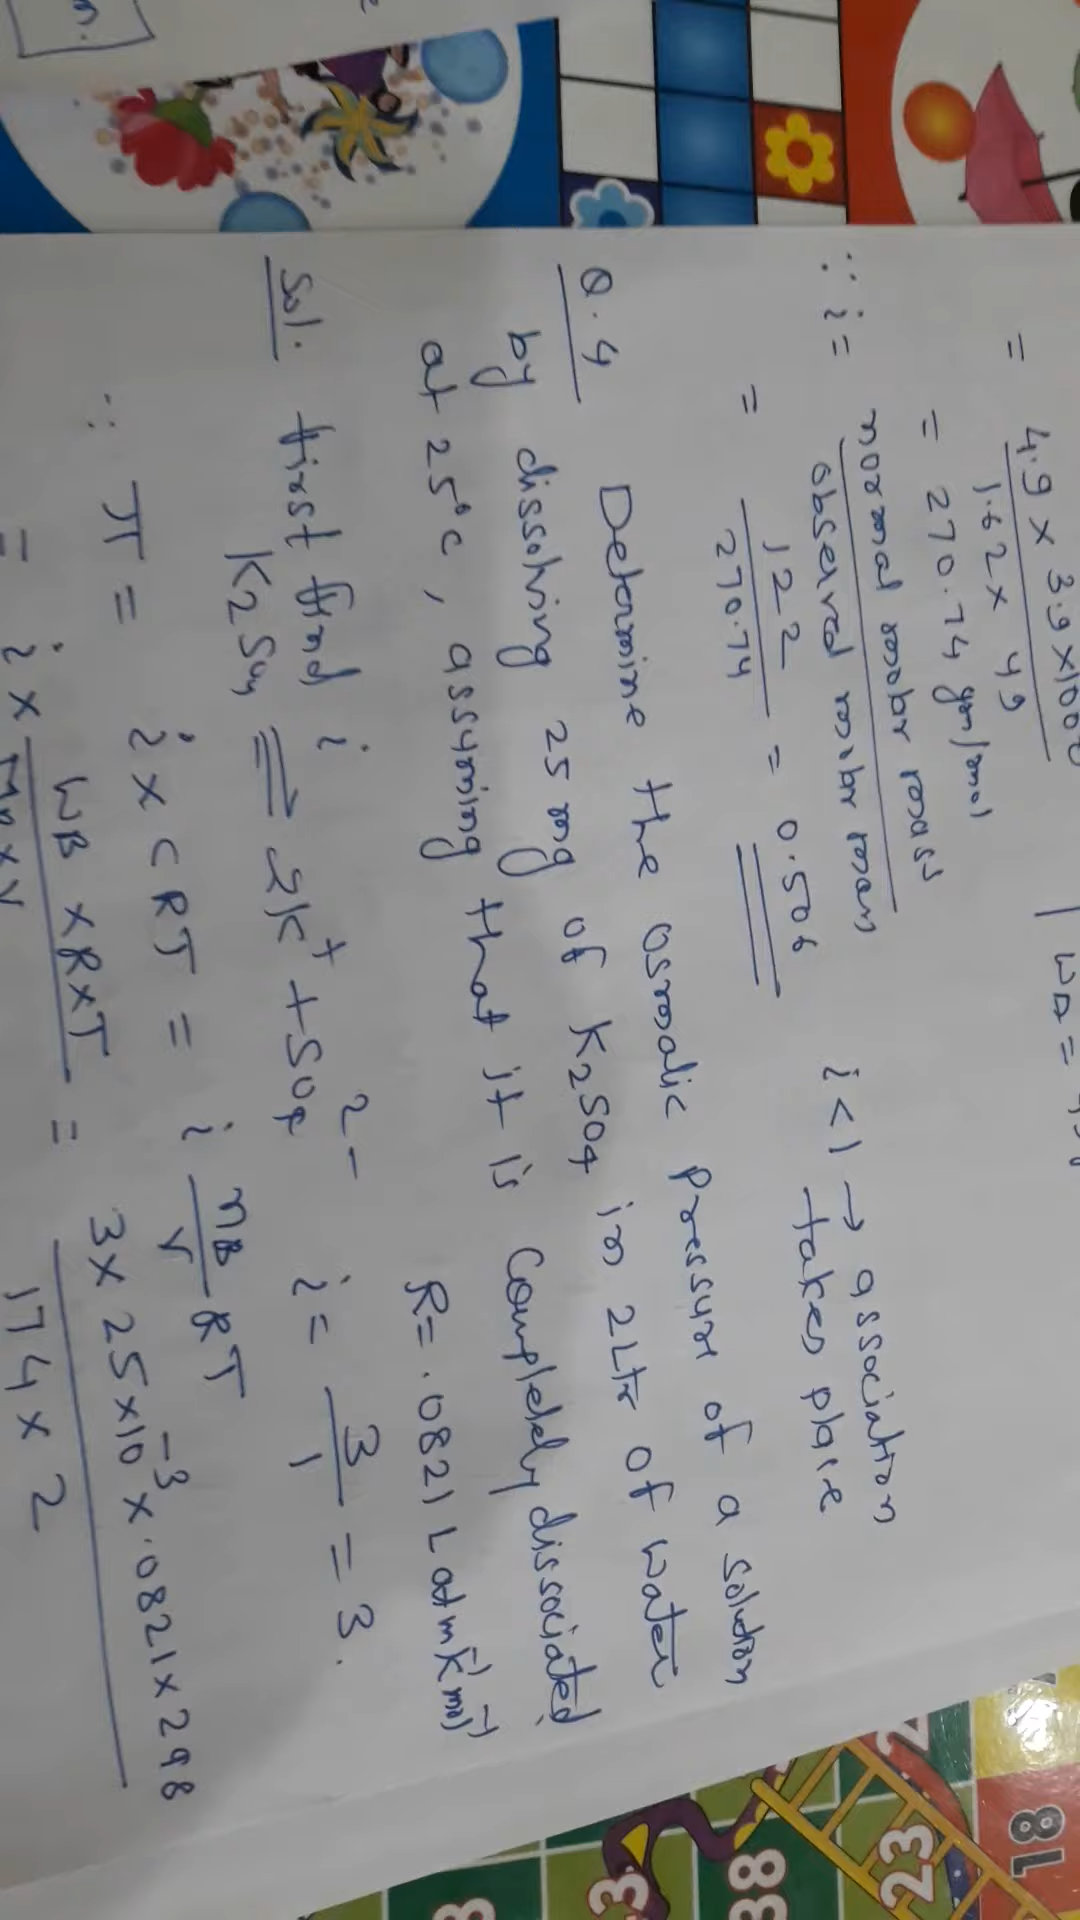 = 4.9 × 3.9 × 1000
1.62 × 49
= 270.74 gm/mol
∵ i = normal molar mass
observed molar mass
i < 1 → association
takes place
= 122
270.74
= 0.506
Q.4 Determine the osmotic pressure of a solution
by dissolving 25 mg of K2SO4 in 2Ltr of water
at 25°C, assuming that it is completely dissociated.
R = .0821 L atm K⁻¹ mol⁻¹
Sol. first find i
K2SO4 ⇌ 2K⁺ + SO4²⁻
i = 3/1 = 3.
∵ π = i × CRT = i nB/V RT
= i × WB × R × T
MB × V
= 3 × 25 × 10⁻³ × .0821 × 298
174 × 2
18
23
38
3